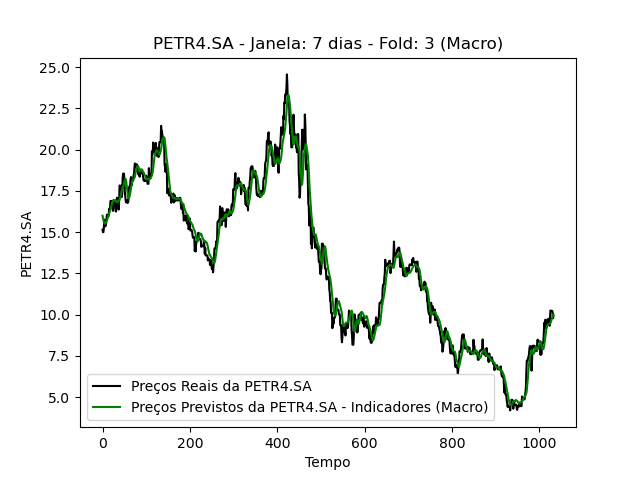 PETR4.SA - Janela: 7 dias - Fold: 3 (Macro)
25.0
22.5
20.0
17.5
15.0
12.5
10.0
7.5
5.0
PETR4.SA
Preços Reais da PETR4.SA
Preços Previstos da PETR4.SA - Indicadores (Macro)
0 200 400 600 800 1000
Tempo